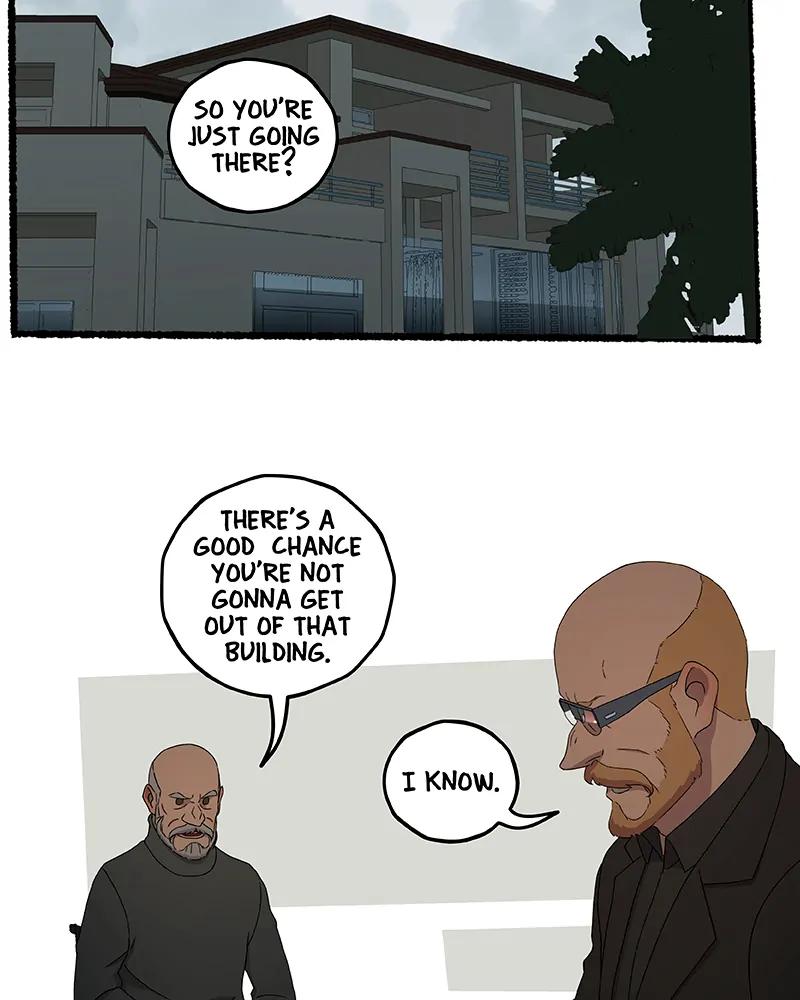 SO YOU'RE
JUST GOING
THERE?
THERE'S A
GOOD CHANCE
YOU'RE NOT
GONNA GET
OUT OF THAT
BUILDING.
I KNOW.